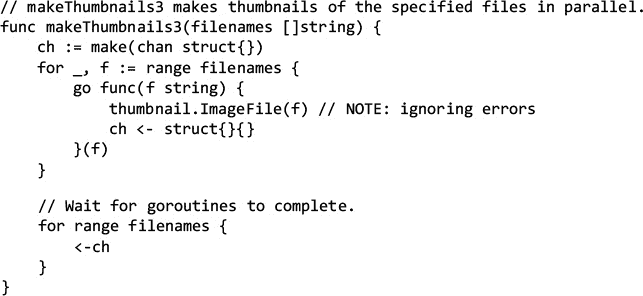 // makeThumbnails3 makes thumbnails of the specified files in parallel.
func makeThumbnails3(filenames []string) {
    ch := make(chan struct{})
    for _, f := range filenames {
        go func(f string) {
            thumbnail.ImageFile(f) // NOTE: ignoring errors
            ch <- struct{}{}
        }(f)
    }

    // Wait for goroutines to complete.
    for range filenames {
        <-ch
    }
}